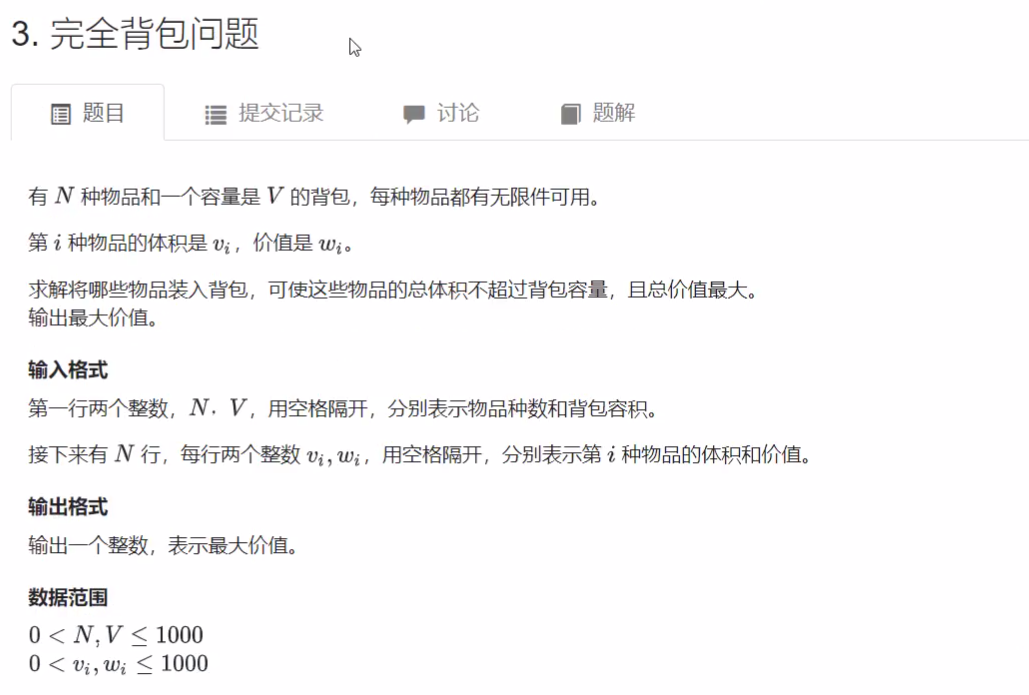 3. 完全背包问题
题目 提交记录 讨论 题解
有 N 种物品和一个容量是 V 的背包，每种物品都有无限件可用。
第 i 种物品的体积是 vᵢ，价值是 wᵢ。
求解将哪些物品装入背包，可使这些物品的总体积不超过背包容量，且总价值最大。
输出最大价值。
输入格式
第一行两个整数，N，V，用空格隔开，分别表示物品种数和背包容积。
接下来有 N 行，每行两个整数 vᵢ, wᵢ，用空格隔开，分别表示第 i 种物品的体积和价值。
输出格式
输出一个整数，表示最大价值。
数据范围
0 < N, V ≤ 1000
0 < vᵢ, wᵢ ≤ 1000